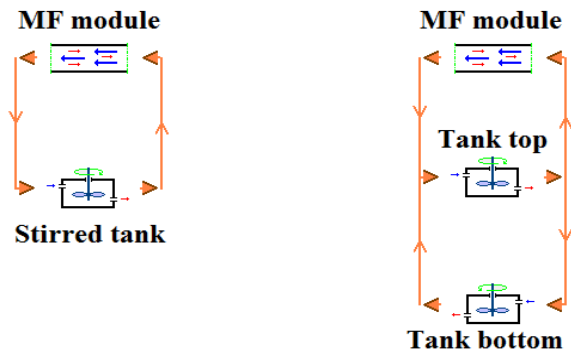 MF module
MF module
Tank top
Stirred tank
Tank bottom